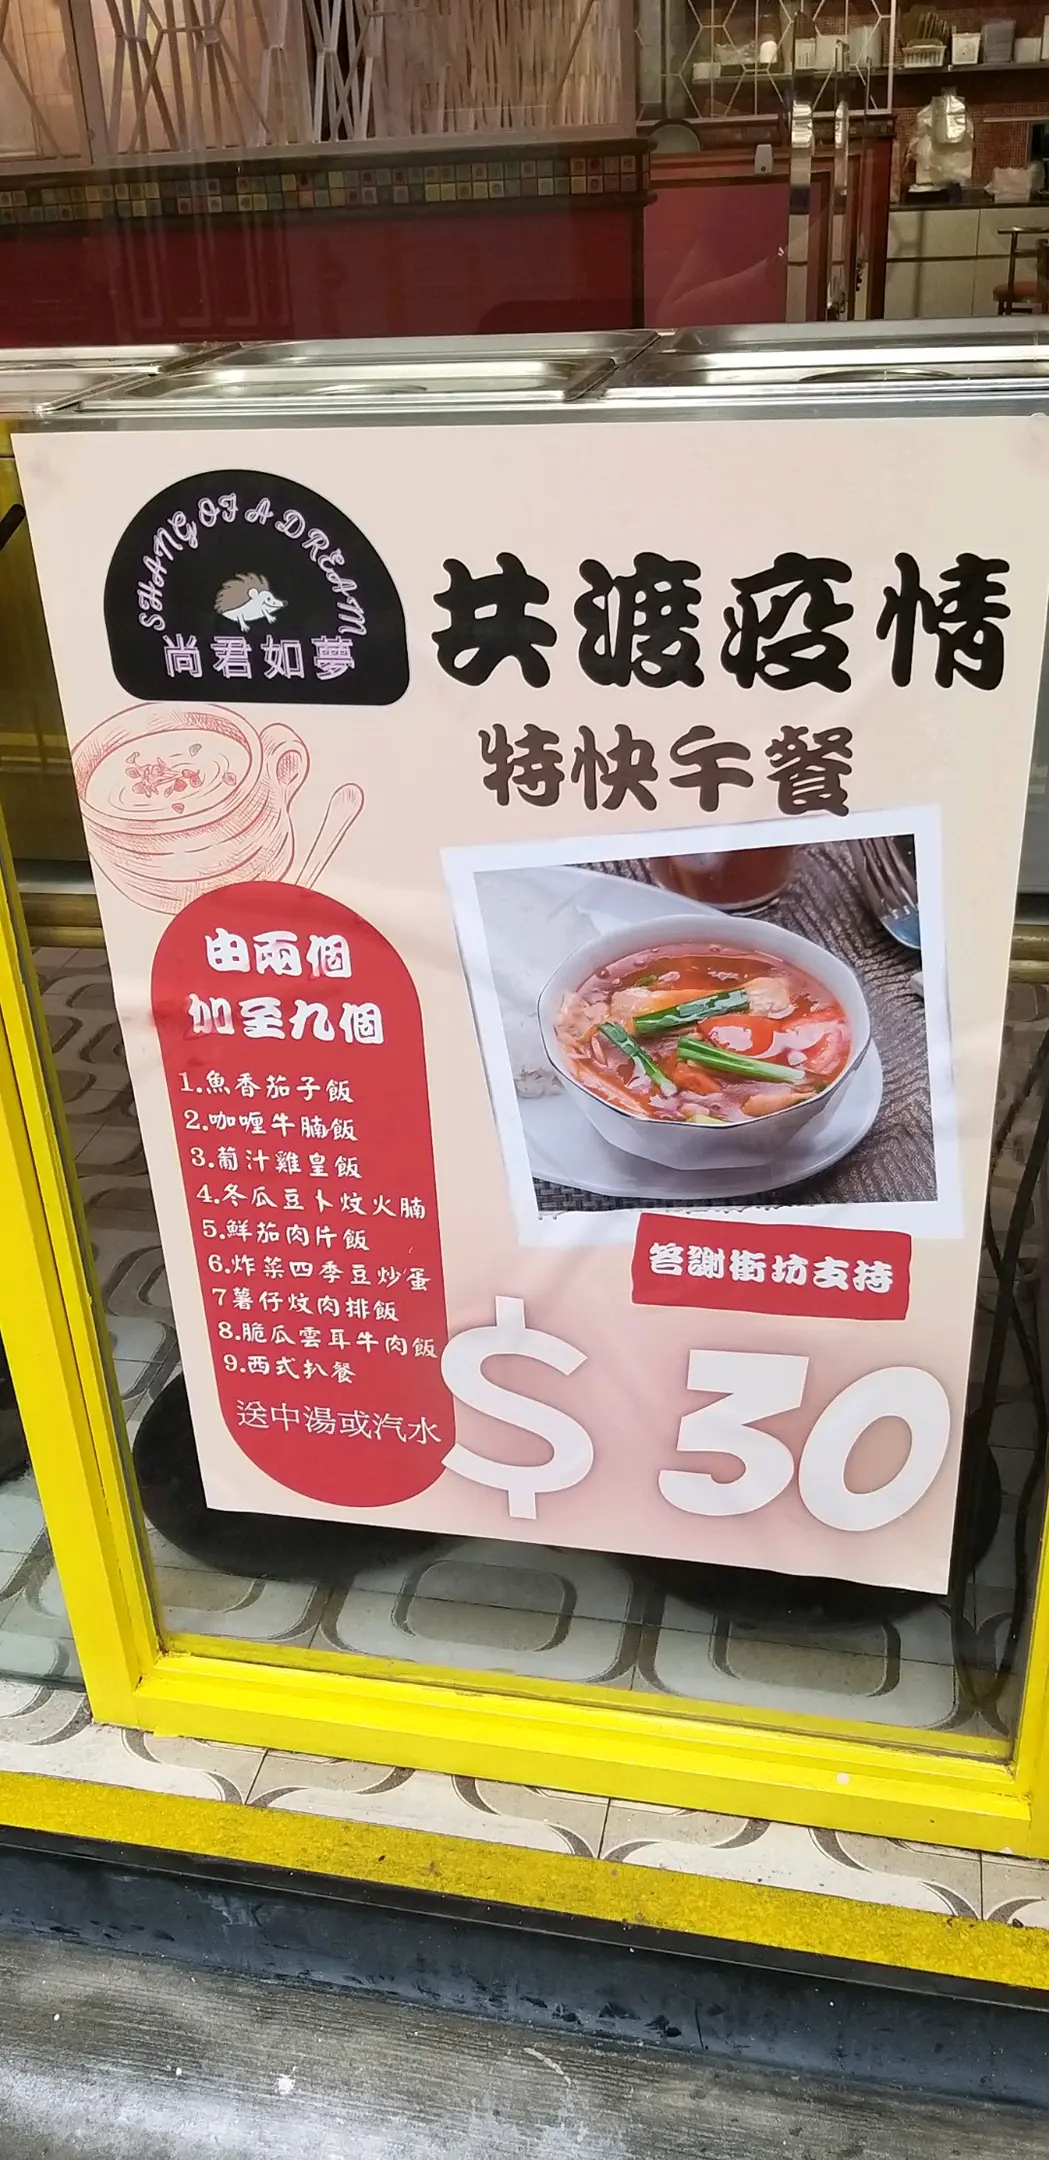 SHANG OF A DREAM
尚君如夢
共渡疫情
特快午餐
由兩個
加至九個
1.魚香茄子飯
2.咖喱牛腩飯
3.葡汁雞皇飯
4.冬瓜豆卜炆火腩
5.鮮茄肉片飯
6.炸菜四季豆炒蛋
7薯仔炆肉排飯
8.脆瓜雲耳牛肉飯
9.西式扒餐
送中湯或汽水
答謝街坊支持
$ 30